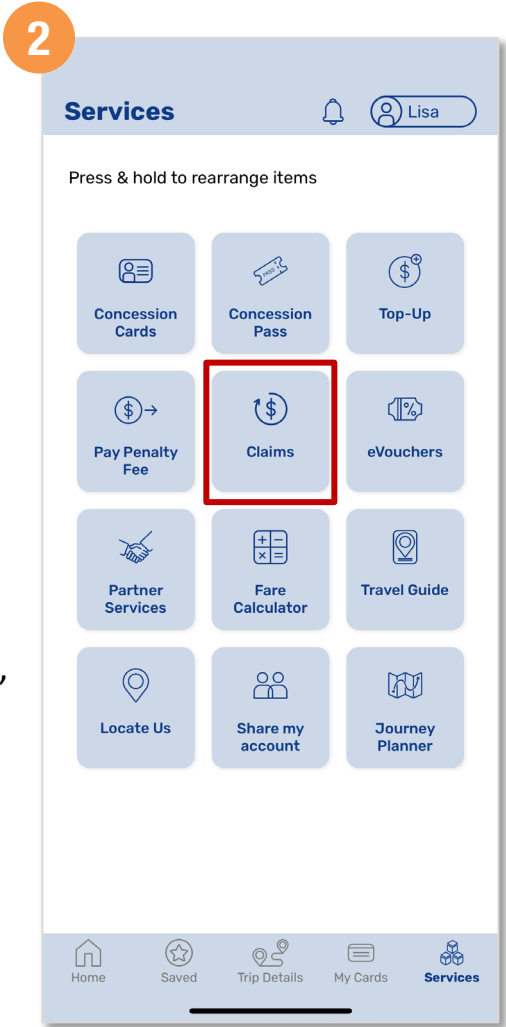 2
Services
Lisa
Press & hold to rearrange items
PASS
Concession
Cards
Concession
Pass
Top-Up
Pay Penalty
Fee
Claims
eVouchers
Partner
Services
Fare
Calculator
Travel Guide
,
Locate Us
Share my
account
Journey
Planner
Home
Saved
Trip Details
My Cards
Services